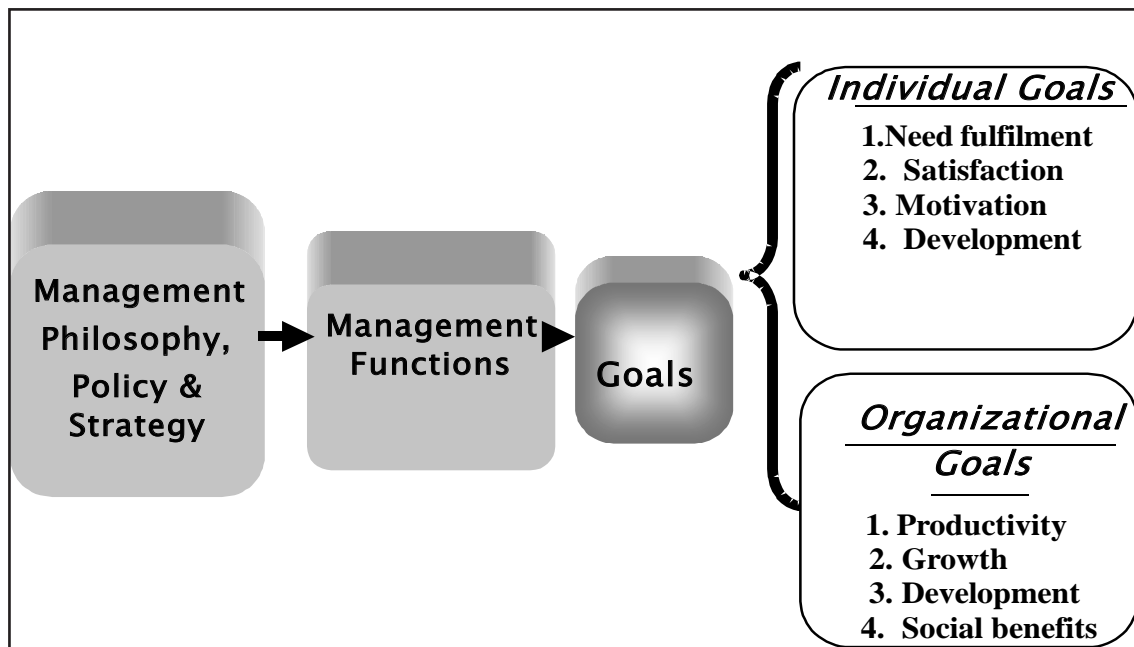 Management
Philosophy,
Policy &
Strategy
Management
Functions
Goals
Individual Goals
1.Need fulfilment
2. Satisfaction
3. Motivation
4. Development
Organizational
Goals
1. Productivity
2. Growth
3. Development
4. Social benefits